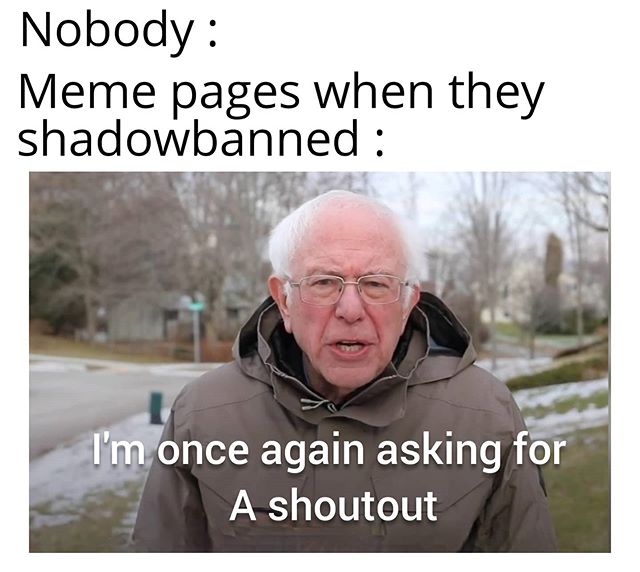 Nobody :
Meme pages when they
shadowbanned :
I'm once again asking for
A shoutout